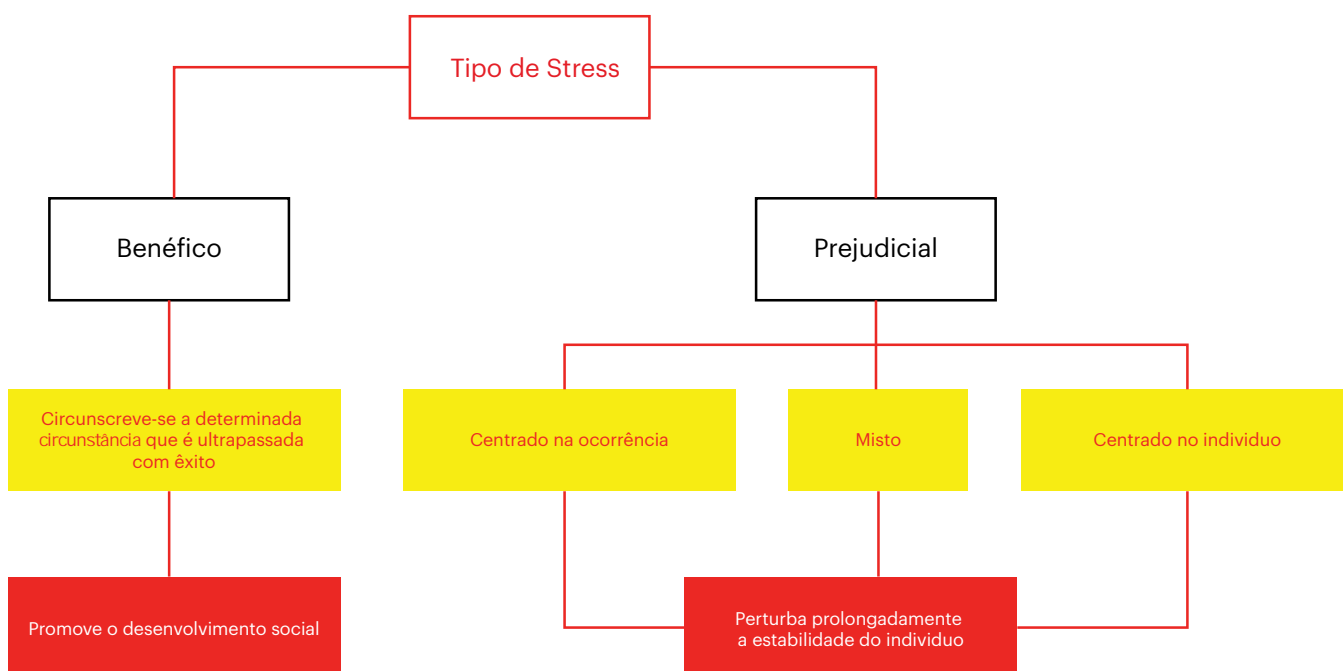 Tipo de Stress
Benéfico
Prejudicial
Circunscreve-se a determinada
circunstância que é ultrapassada
com êxito
Centrado na ocorrência
Misto
Centrado no individuo
Promove o desenvolvimento social
Perturba prolongadamente
a estabilidade do individuo